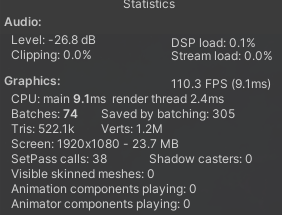 Statistics
Audio:
Level: -26.8 dB DSP load: 0.1%
Clipping: 0.0% Stream load: 0.0%
Graphics: 110.3 FPS (9.1ms)
CPU: main 9.1ms render thread 2.4ms
Batches: 74 Saved by batching: 305
Tris: 522.1k Verts: 1.2M
Screen: 1920x1080 - 23.7 MB
SetPass calls: 38 Shadow casters: 0
Visible skinned meshes: 0
Animation components playing: 0
Animator components playing: 0